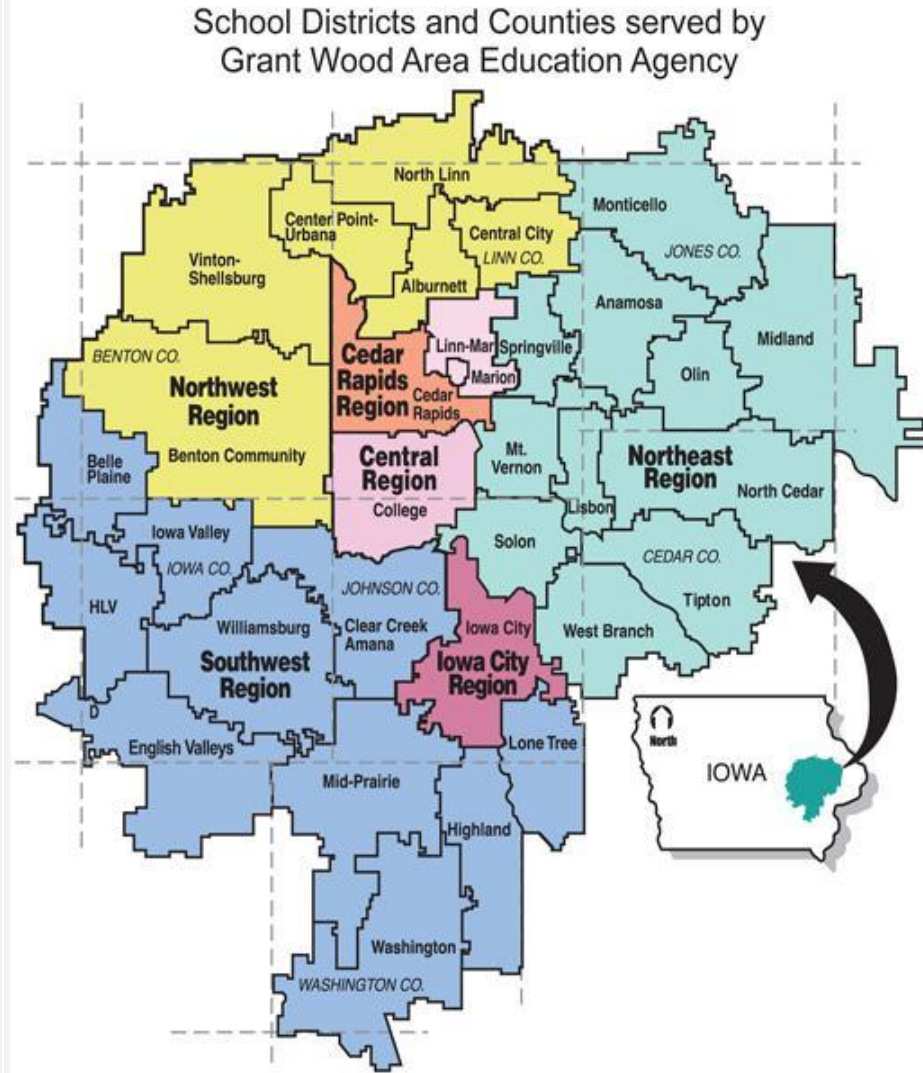 School Districts and Counties served by
Grant Wood Area Education Agency
North Linn
Monticello
Center Point-
Urbana
Central City
LINN CO.
JONES CO.
Vinton-
Shellsburg
Alburnett
Anamosa
Midland
BENTON CO.
Linn-Mar
Springville
Cedar
Rapids
Region
Marion
Olin
Northwest
Region
Cedar
Rapids
Benton Community
Belle
Plaine
Central
Region
College
Mt.
Vernon
Lisbon
Northeast
Region
North Cedar
Iowa Valley
IOWA CO.
Solon
CEDAR CO.
Tipton
HLV
JOHNSON CO.
Williamsburg
Clear Creek
Amana
Iowa City
West Branch
Southwest
Region
Iowa City
Region
D
English Valleys
Lone Tree
North
IOWA
Mid-Prairie
Highland
Washington
WASHINGTON CO.